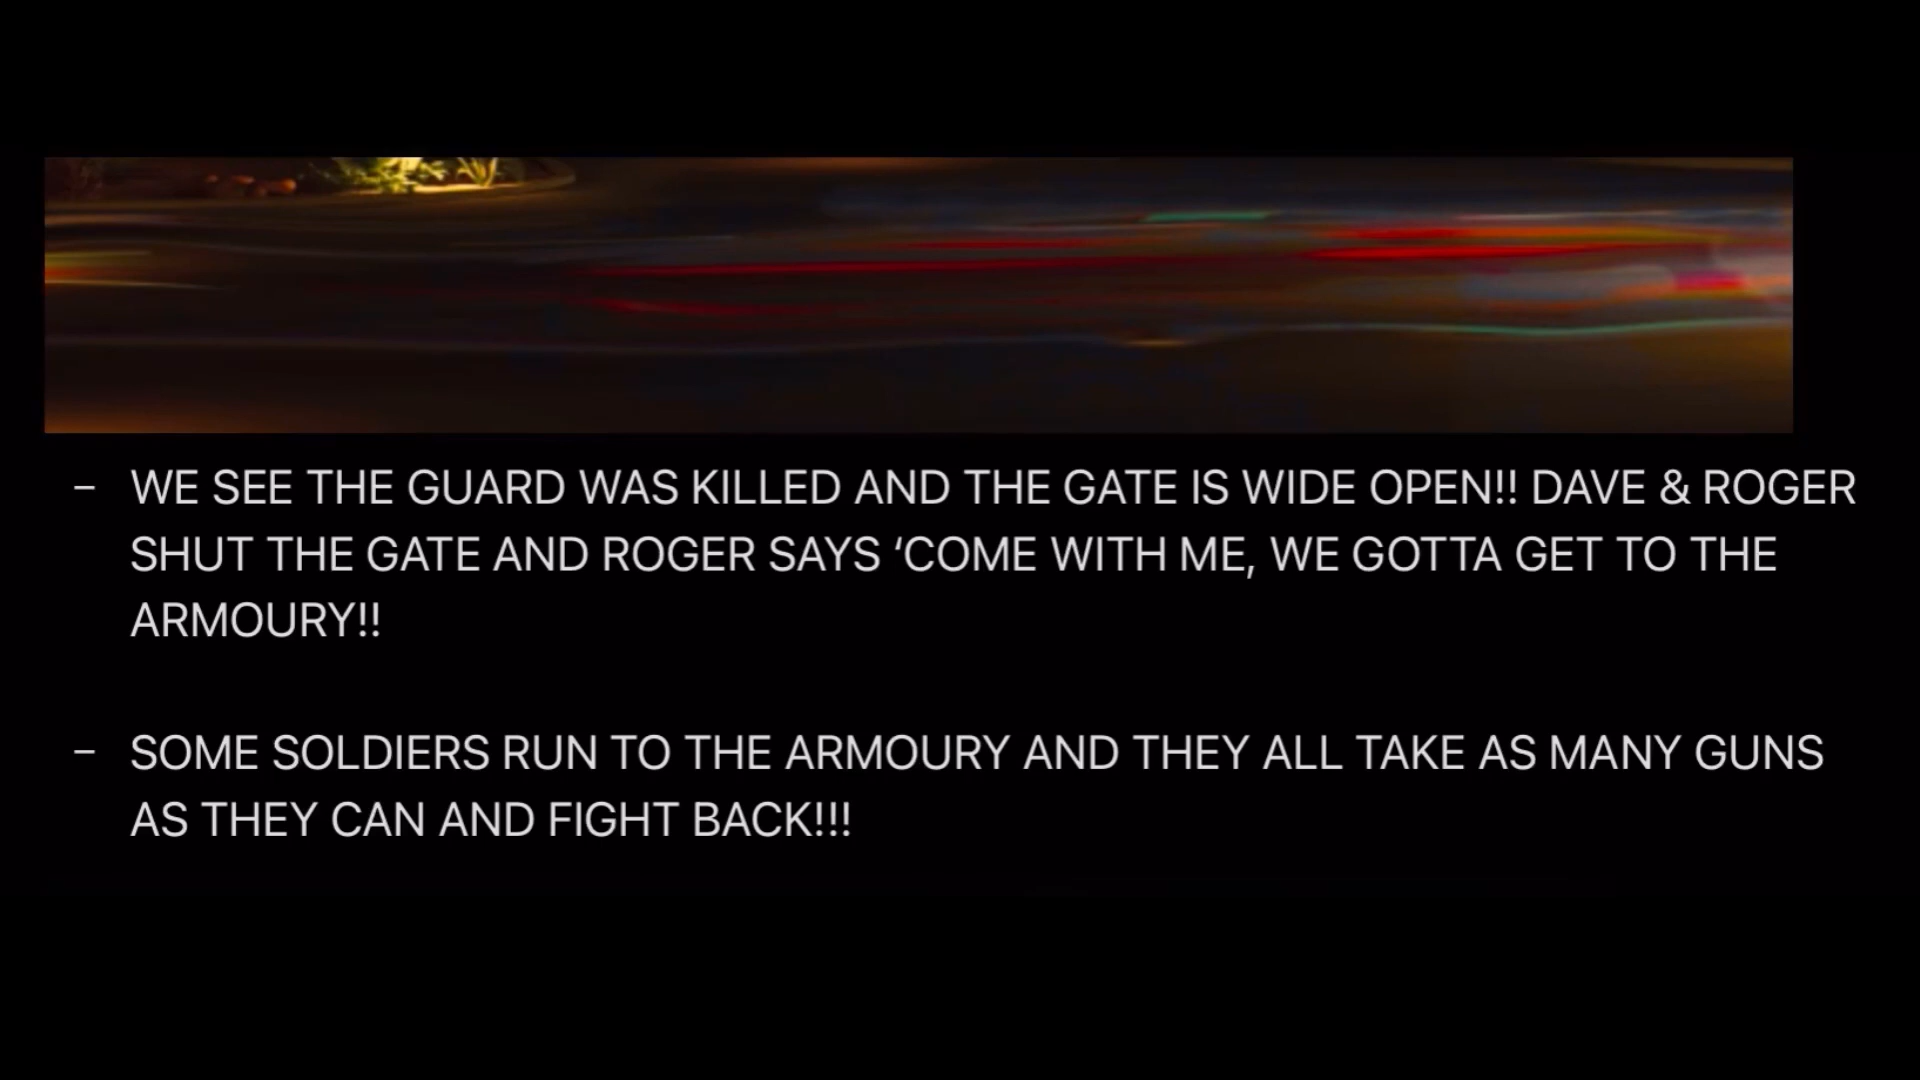 – WE SEE THE GUARD WAS KILLED AND THE GATE IS WIDE OPEN!! DAVE & ROGER
SHUT THE GATE AND ROGER SAYS ‘COME WITH ME, WE GOTTA GET TO THE
ARMOURY!!
– SOME SOLDIERS RUN TO THE ARMOURY AND THEY ALL TAKE AS MANY GUNS
AS THEY CAN AND FIGHT BACK!!!